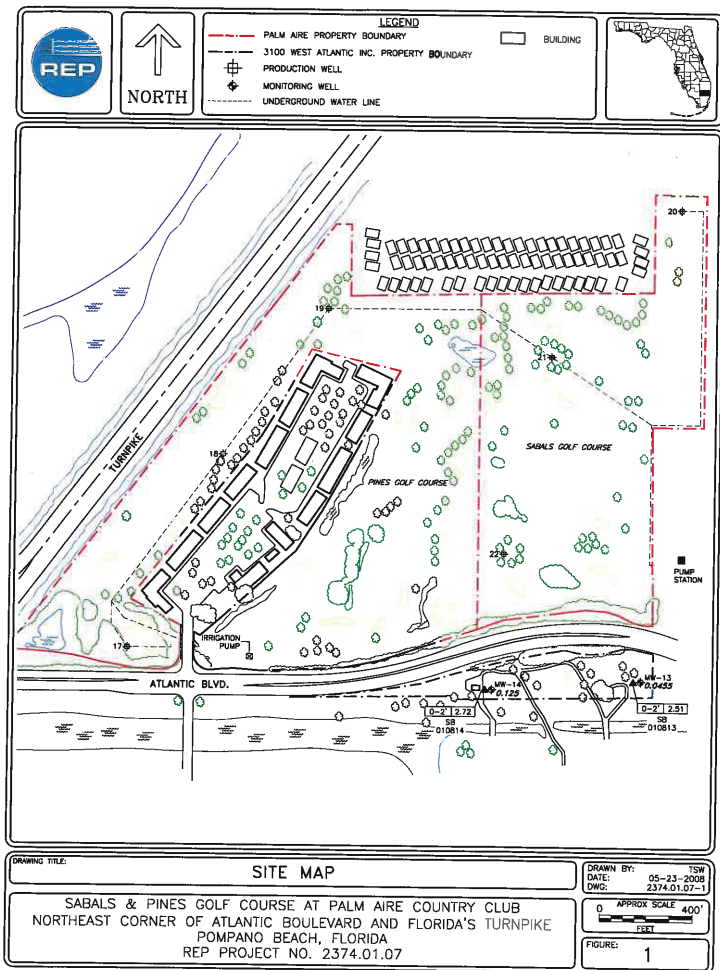 REP
NORTH
LEGEND
PALM AIRE PROPERTY BOUNDARY
3100 WEST ATLANTIC INC. PROPERTY BOUNDARY
PRODUCTION WELL
MONITORING WELL
UNDERGROUND WATER LINE
BUILDING
20
19
21
TURNPIKE
18
SABALS GOLF COURSE
PINES GOLF COURSE
22
PUMP
STATION
17
IRRIGATION
PUMP
ATLANTIC BLVD.
MW-14
0.125
MW-13
0.0455
0-2' 2.72
SB
010814
0-2' 2.51
SB
010813
DRAWING TITLE:
SITE MAP
SABALS & PINES GOLF COURSE AT PALM AIRE COUNTRY CLUB
NORTHEAST CORNER OF ATLANTIC BOULEVARD AND FLORIDA'S TURNPIKE
POMPANO BEACH, FLORIDA
REP PROJECT NO. 2374.01.07
DRAWN BY: TSW
DATE: 05-23-2008
DWG: 2374.01.07-1
APPROX SCALE
0 400'
FEET
FIGURE:
1